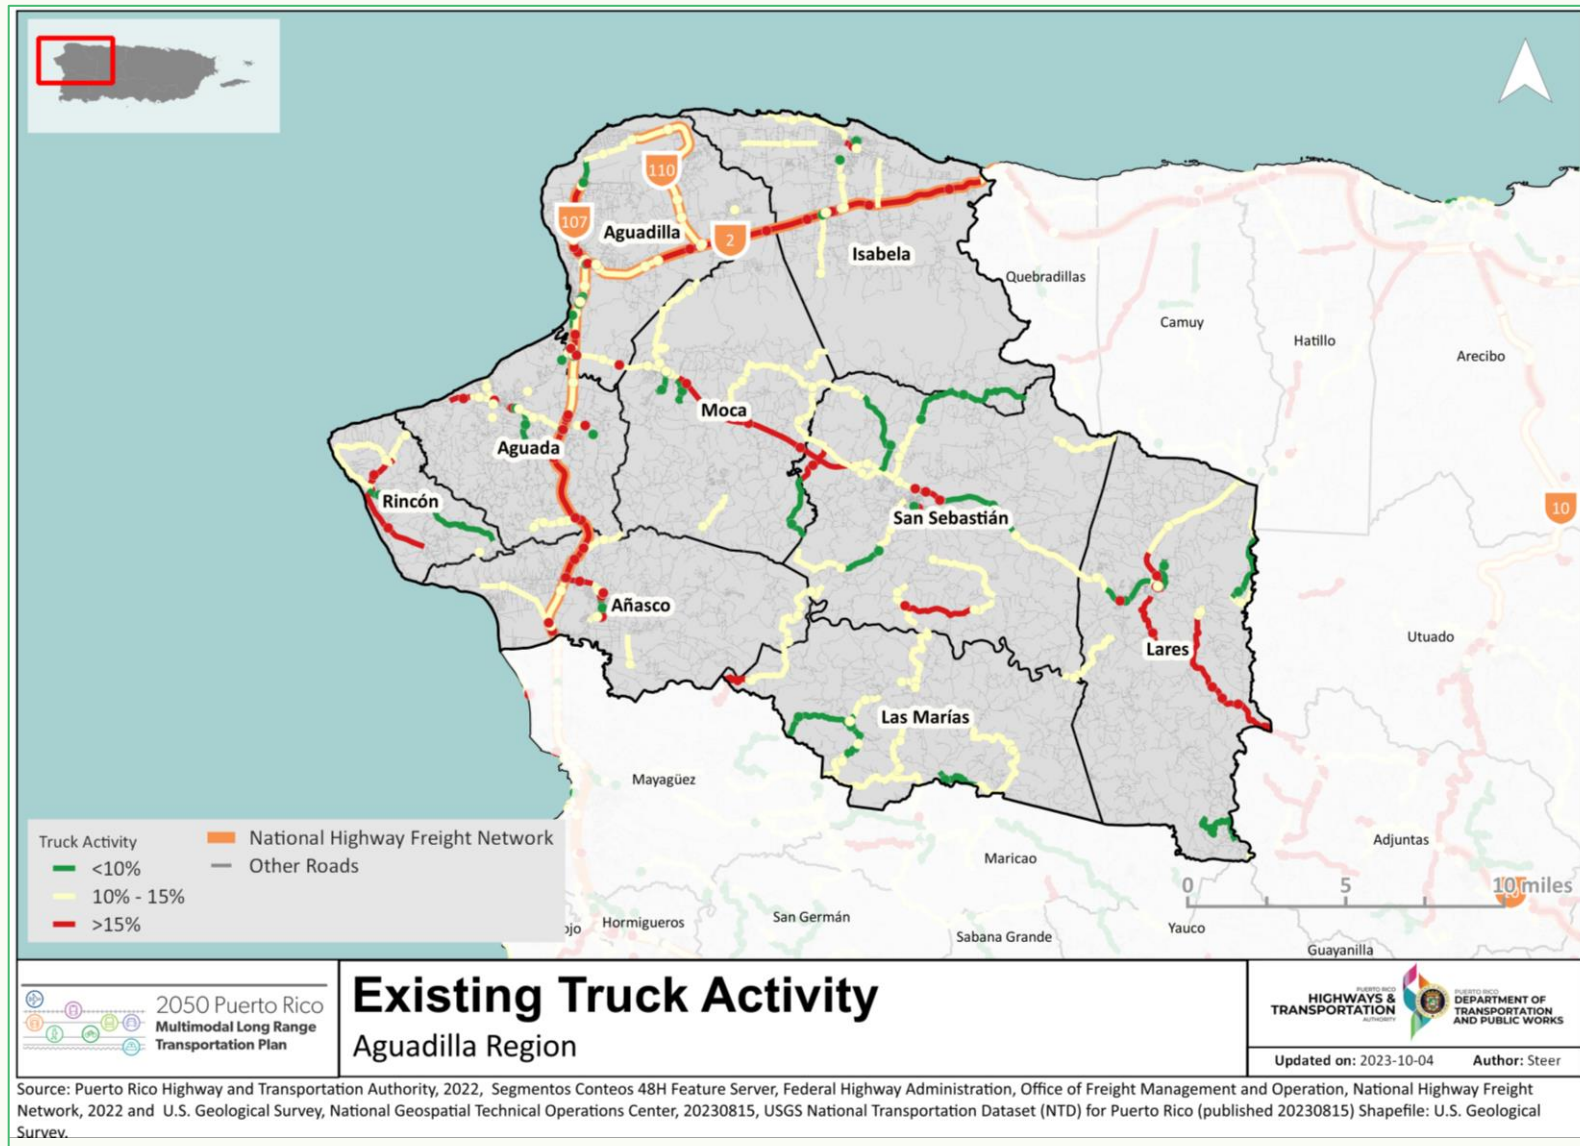 110
107
Aguadilla
2
Isabela
Quebradillas
Camuy
Hatillo
Arecibo
Moca
Aguada
Rincón
San Sebastián
10
Añasco
Lares
Utuado
Las Marías
Mayagüez
Adjuntas
Maricao
Truck Activity
<10%
10% - 15%
>15%
National Highway Freight Network
Other Roads
0 5 10 miles
ojo
Hormigueros
San Germán
Sabana Grande
Yauco
Guayanilla
2050 Puerto Rico
Multimodal Long Range
Transportation Plan
Existing Truck Activity
Aguadilla Region
PUERTO RICO
HIGHWAYS &
TRANSPORTATION
AUTHORITY
PUERTO RICO
DEPARTMENT OF
TRANSPORTATION
AND PUBLIC WORKS
Updated on: 2023-10-04 Author: Steer
Source: Puerto Rico Highway and Transportation Authority, 2022, Segmentos Conteos 48H Feature Server, Federal Highway Administration, Office of Freight Management and Operation, National Highway Freight
Network, 2022 and U.S. Geological Survey, National Geospatial Technical Operations Center, 20230815, USGS National Transportation Dataset (NTD) for Puerto Rico (published 20230815) Shapefile: U.S. Geological
Survey.